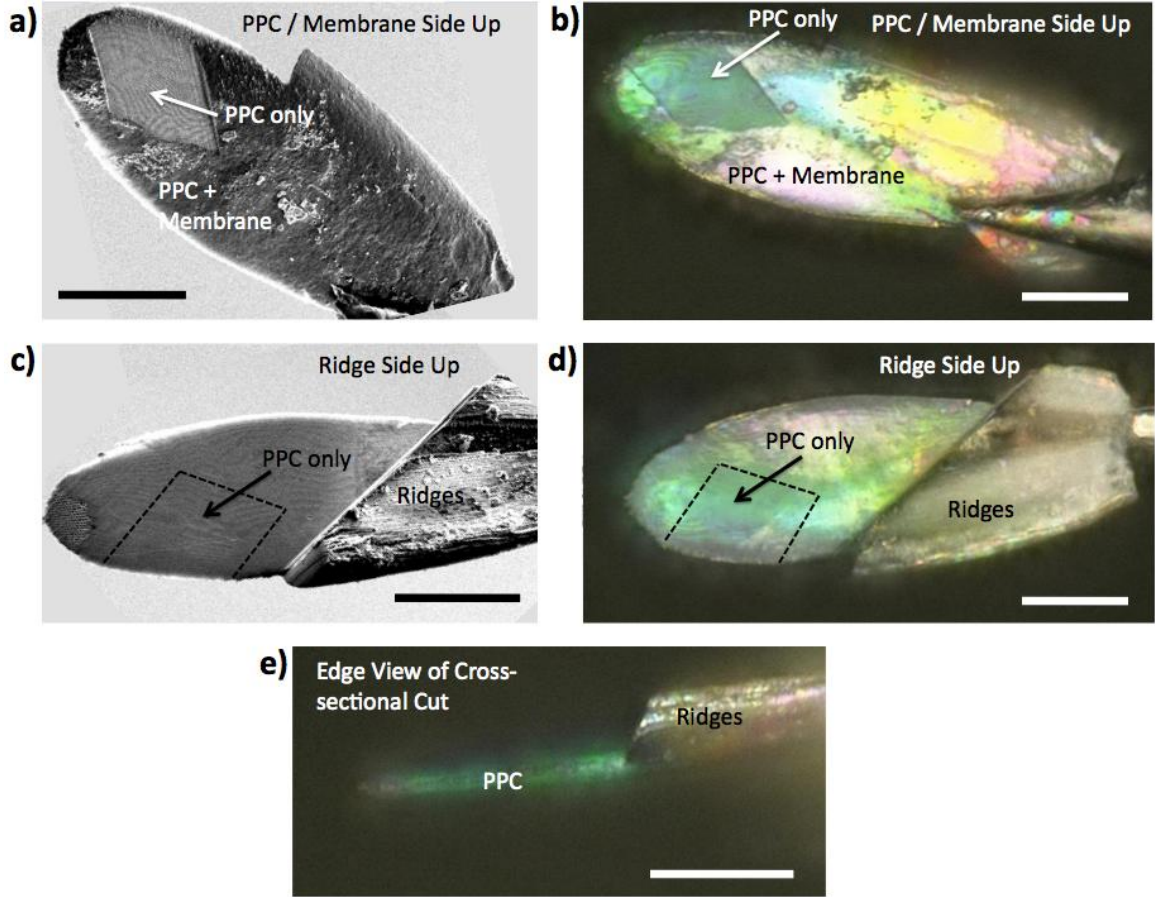 a)
PPC / Membrane Side Up
PPC only
PPC +
Membrane
b)
PPC only
PPC / Membrane Side Up
PPC + Membrane
c)
Ridge Side Up
PPC only
Ridges
d)
Ridge Side Up
PPC only
Ridges
e)
Edge View of Cross-
sectional Cut
Ridges
PPC